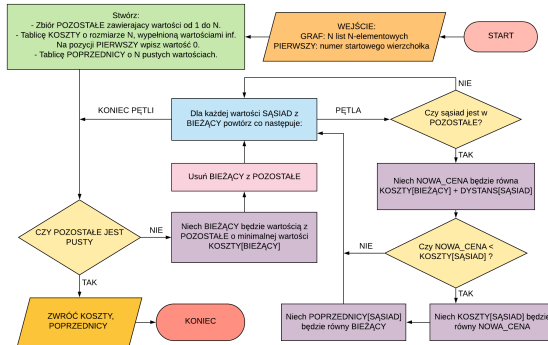 Stwórz:
- Zbiór POZOSTAŁE zawierajacy wartości od 1 do N.
- Tablicę KOSZTY o rozmiarze N, wypełnioną wartościami inf.
Na pozycji PIERWSZY wpisz wartość 0.
- Tablicę POPRZEDNICY o N pustych wartościach.
WEJŚCIE:
GRAF: N list N-elementowych
PIERWSZY: numer startowego wierzchołka
START
NIE
KONIEC PĘTLI
Dla każdej wartości SĄSIAD z
BIEŻĄCY powtórz co następuje:
PĘTLA
Czy sąsiad jest w
POZOSTAŁE?
TAK
Usuń BIEŻĄCY z POZOSTAŁE
Niech NOWA_CENA będzie równa
KOSZTY[BIEŻĄCY] + DYSTANS[SĄSIAD]
CZY POZOSTAŁE JEST
PUSTY
NIE
Niech BIEŻĄCY będzie wartością z
POZOSTAŁE o minimalnej wartości
KOSZTY[BIEŻĄCY]
NIE
Czy NOWA_CENA <
KOSZTY[SĄSIAD] ?
TAK
TAK
ZWRÓĆ KOSZTY,
POPRZEDNICY
KONIEC
Niech POPRZEDNICY[SĄSIAD]
będzie równy BIEŻĄCY
Niech KOSZTY[SĄSIAD] będzie
równy NOWA_CENA